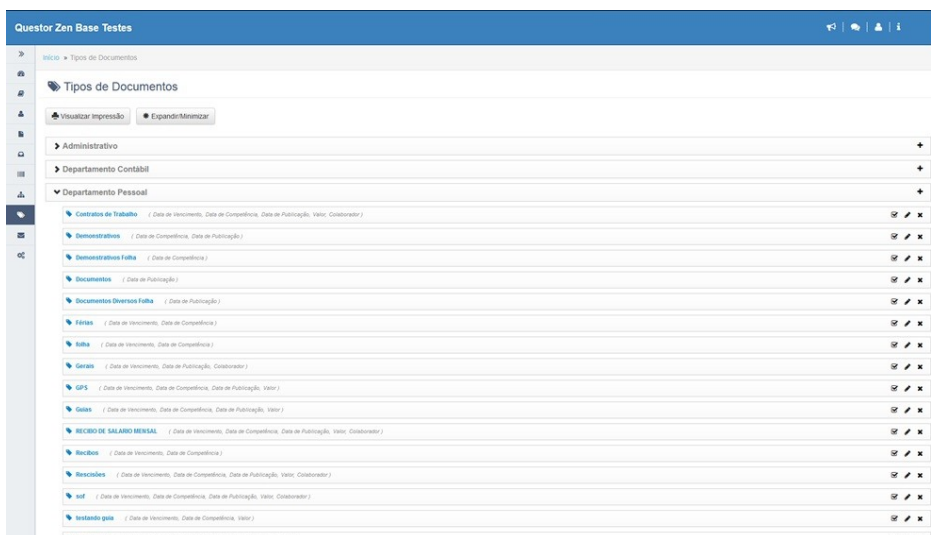 Questor Zen Base Testes
Início » Tipos de Documentos
Tipos de Documentos
Visualizar Impressão Expandir/Minimizar
Administrativo
Departamento Contábil
Departamento Pessoal
Contratos de Trabalho ( Data de Vencimento, Data de Competência, Data de Publicação, Valor, Colaborador )
Demonstrativos ( Data de Competência, Data de Publicação )
Demonstrativos Folha ( Data de Competência )
Documentos ( Data de Publicação )
Documentos Diversos Folha ( Data de Publicação )
Férias ( Data de Vencimento, Data de Competência )
folha ( Data de Vencimento, Data de Competência )
Gerais ( Data de Vencimento, Data de Publicação, Colaborador )
GPS ( Data de Vencimento, Data de Competência, Data de Publicação, Valor )
Guias ( Data de Vencimento, Data de Competência, Data de Publicação, Valor )
RECIBO DE SALARIO MENSAL ( Data de Vencimento, Data de Competência, Data de Publicação, Valor, Colaborador )
Recibos ( Data de Vencimento, Data de Competência )
Rescisões ( Data de Vencimento, Data de Competência, Data de Publicação, Valor, Colaborador )
sof ( Data de Vencimento, Data de Competência, Data de Publicação, Valor, Colaborador )
testando guia ( Data de Vencimento, Data de Competência, Valor )